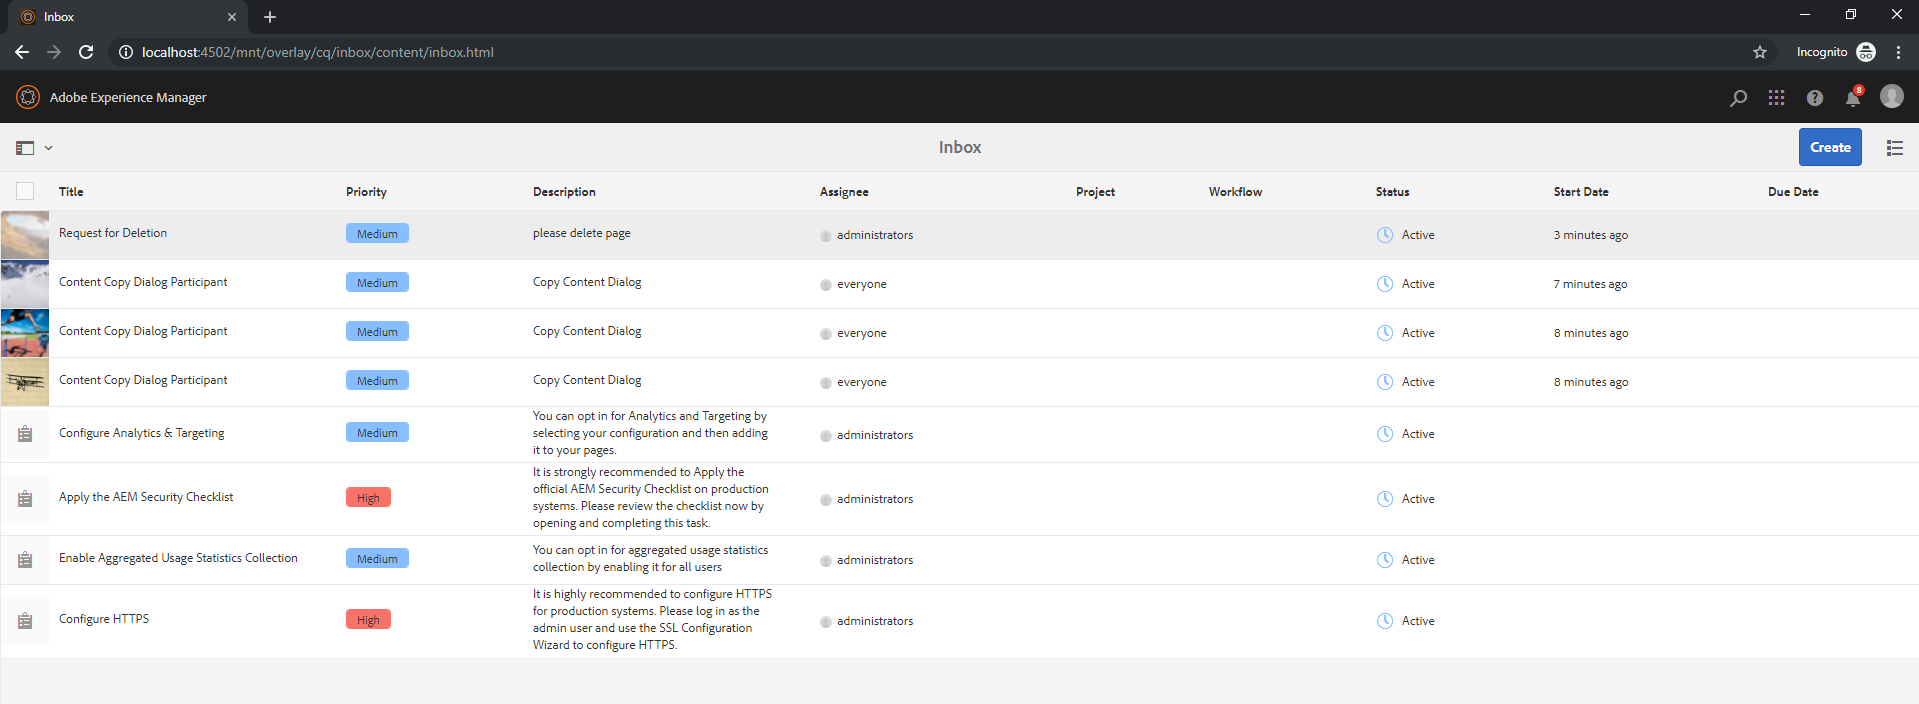 Inbox
localhost:4502/mnt/overlay/cq/inbox/content/inbox.html
Incognito
Adobe Experience Manager
8
Inbox
Create
Title Priority Description Assignee Project Workflow Status Start Date Due Date
Request for Deletion Medium please delete page administrators Active 3 minutes ago
Content Copy Dialog Participant Medium Copy Content Dialog everyone Active 7 minutes ago
Content Copy Dialog Participant Medium Copy Content Dialog everyone Active 8 minutes ago
Content Copy Dialog Participant Medium Copy Content Dialog everyone Active 8 minutes ago
Configure Analytics & Targeting Medium
You can opt in for Analytics and Targeting by
selecting your configuration and then adding
it to your pages.
administrators Active
Apply the AEM Security Checklist High
It is strongly recommended to Apply the
official AEM Security Checklist on production
systems. Please review the checklist now by
opening and completing this task.
administrators Active
Enable Aggregated Usage Statistics Collection Medium
You can opt in for aggregated usage statistics
collection by enabling it for all users
administrators Active
Configure HTTPS High
It is highly recommended to configure HTTPS
for production systems. Please log in as the
admin user and use the SSL Configuration
Wizard to configure HTTPS.
administrators Active